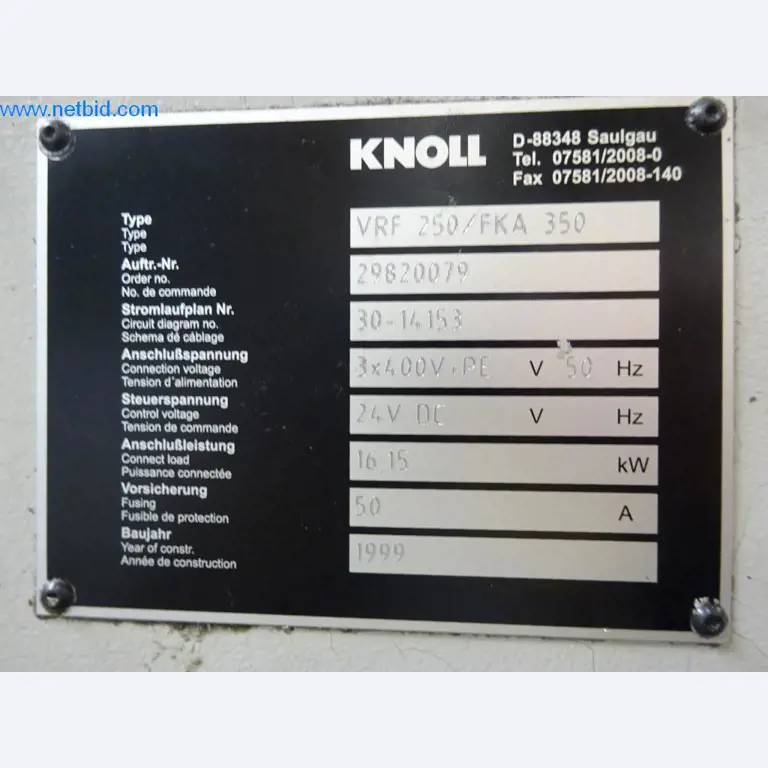 www.netbid.com
KNOLL
D-88348 Saulgau
Tel. 07581/2008-0
Fax 07581/2008-140
Type
Type
Type
VRF 250/FKA 350
Auftr.-Nr.
Order no.
No. de commande
29820079
Stromlaufplan Nr.
Circuit diagram no.
Schema de câblage
30-14153
Anschlußspannung
Connection voltage
Tension d'alimentation
3x400V+PE V 50 Hz
Steuerspannung
Control voltage
Tension de commande
24V DC V Hz
Anschlußleistung
Connect load
Puissance connectée
16,15 kW
Vorsicherung
Fusing
Fusible de protection
50 A
Baujahr
Year of constr.
Année de construction
1999